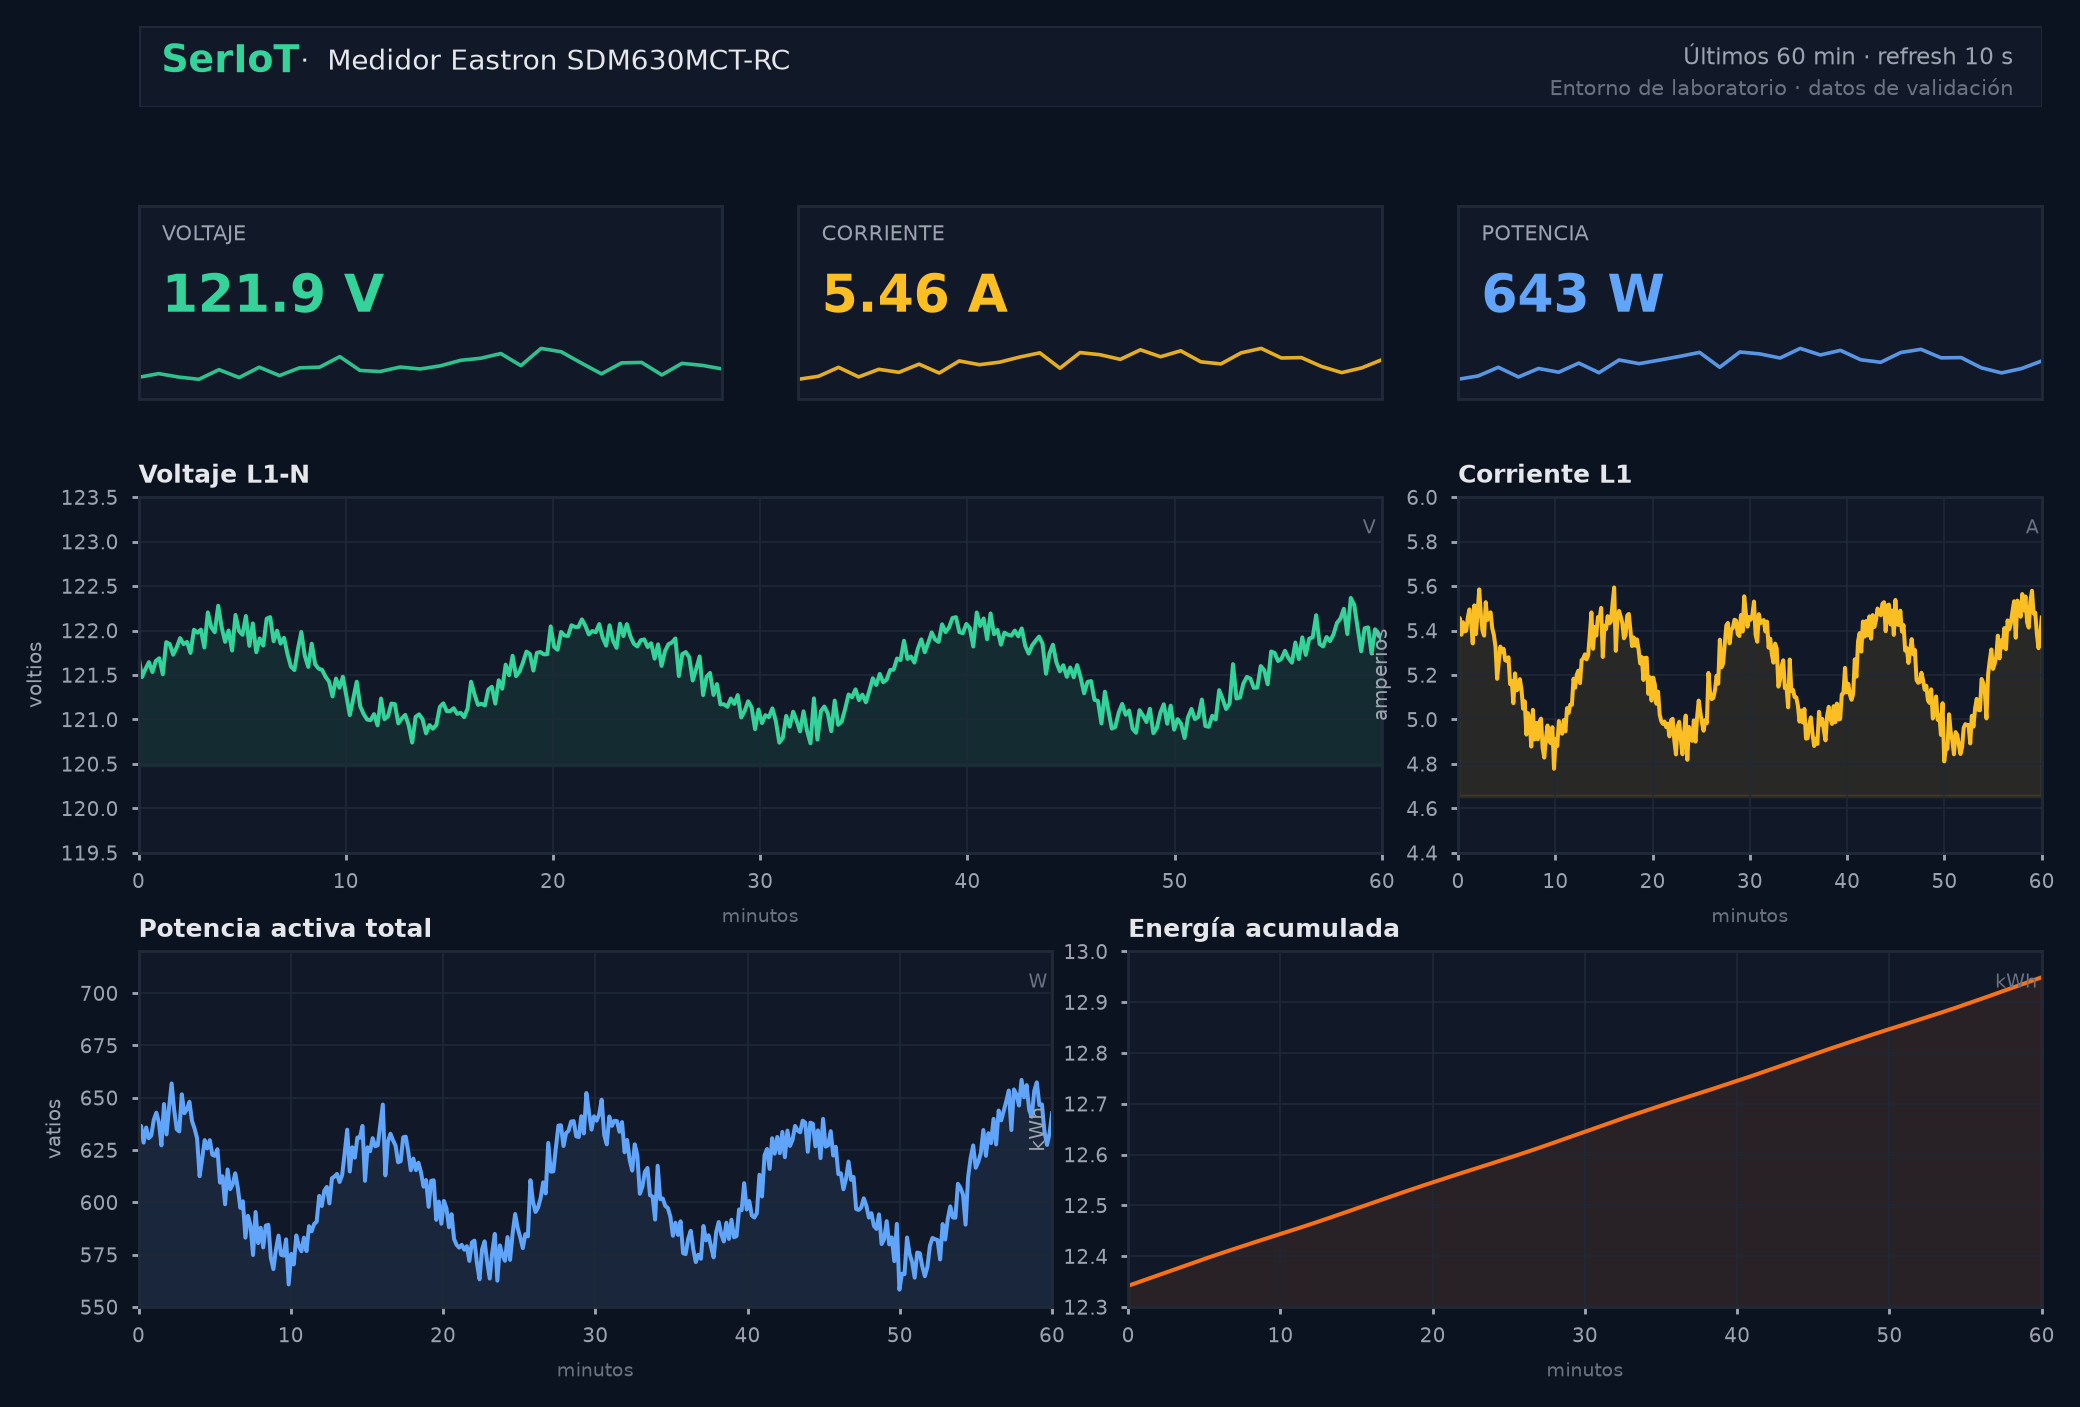 SerIoT · Medidor Eastron SDM630MCT-RC
Últimos 60 min · refresh 10 s
Entorno de laboratorio · datos de validación
VOLTAJE
121.9 V
CORRIENTE
5.46 A
POTENCIA
643 W
Voltaje L1-N
V
voltios
123.5
123.0
122.5
122.0
121.5
121.0
120.5
120.0
119.5
0 10 20 30 40 50 60
minutos
Corriente L1
A
amperios
6.0
5.8
5.6
5.4
5.2
5.0
4.8
4.6
4.4
0 10 20 30 40 50 60
minutos
Potencia activa total
W
vatios
700
675
650
625
600
575
550
0 10 20 30 40 50 60
minutos
Energía acumulada
kWh
kWh
13.0
12.9
12.8
12.7
12.6
12.5
12.4
12.3
0 10 20 30 40 50 60
minutos